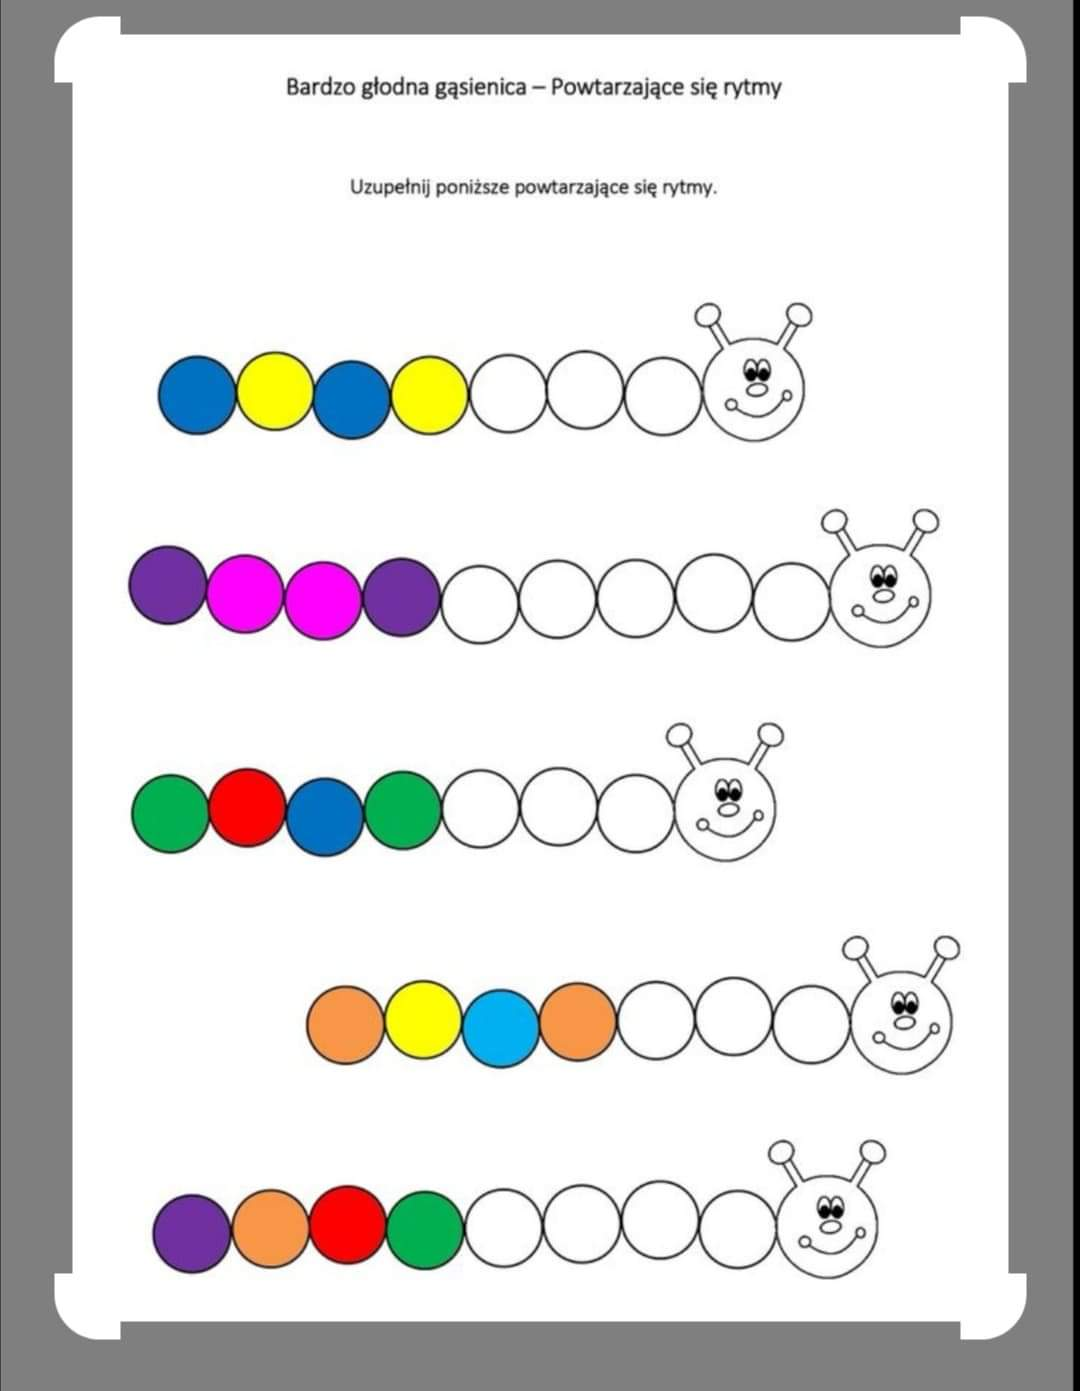 Bardzo głodna gąsienica – Powtarzające się rytmy
Uzupełnij poniższe powtarzające się rytmy.